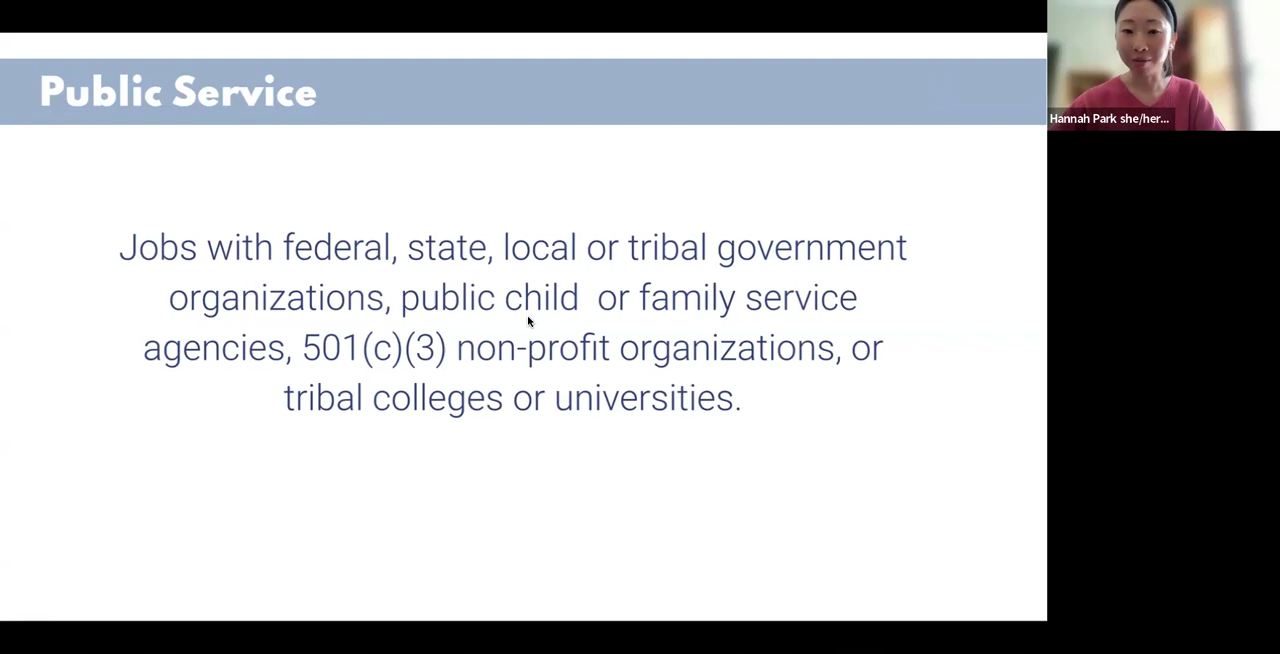 Public Service
Jobs with federal, state, local or tribal government
organizations, public child  or family service
agencies, 501(c)(3) non-profit organizations, or
tribal colleges or universities.
Hannah Park she/her...